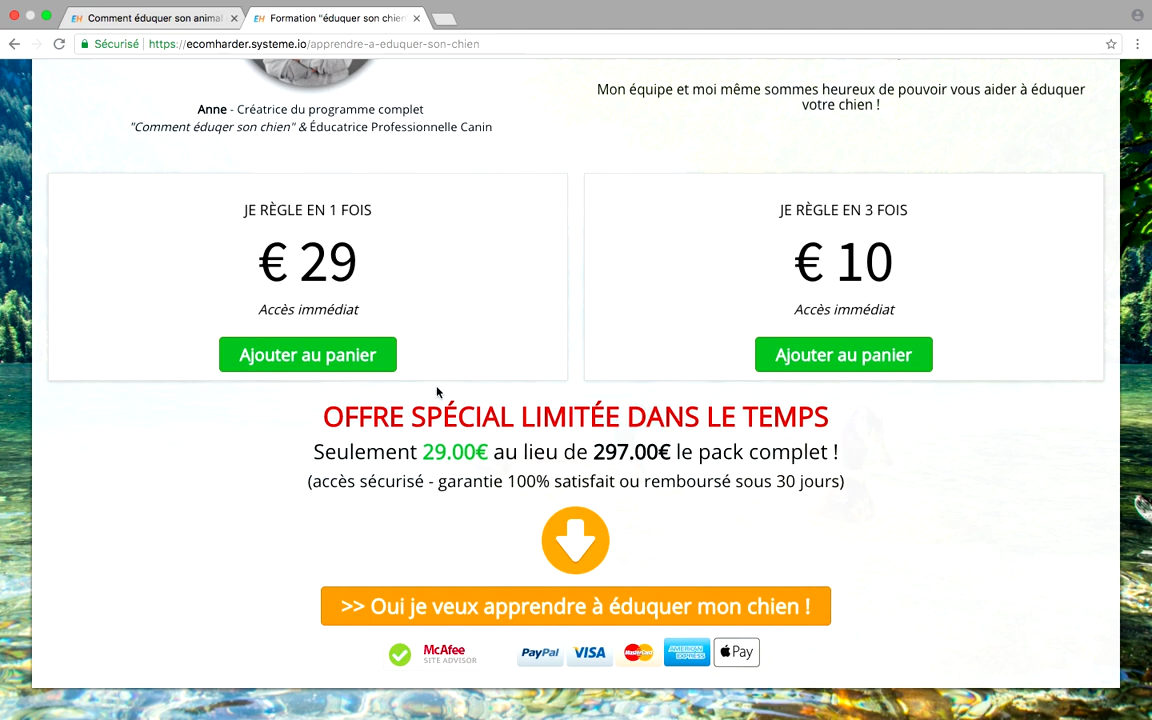 EH Comment éduquer son animal
EH Formation "éduquer son chien
Sécurisé https://ecomharder.systeme.io/apprendre-a-eduquer-son-chien
Anne - Créatrice du programme complet
"Comment éduqer son chien" & Éducatrice Professionnelle Canin
Mon équipe et moi même sommes heureux de pouvoir vous aider à éduquer
votre chien !
JE RÈGLE EN 1 FOIS
€ 29
Accès immédiat
Ajouter au panier
JE RÈGLE EN 3 FOIS
€ 10
Accès immédiat
Ajouter au panier
OFFRE SPÉCIAL LIMITÉE DANS LE TEMPS
Seulement 29.00€ au lieu de 297.00€ le pack complet !
(accès sécurisé - garantie 100% satisfait ou remboursé sous 30 jours)
>> Oui je veux apprendre à éduquer mon chien !
McAfee
SITE ADVISOR
PayPal VISA MasterCard AMERICAN EXPRESS Pay